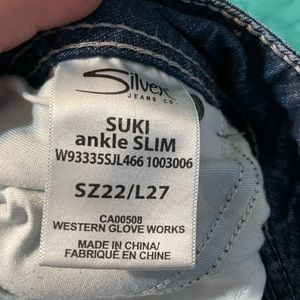 Silver
JEANS CO.
SUKI
ankle SLIM
W93335SJL466 1003006
SZ22/L27
CA00508
WESTERN GLOVE WORKS
MADE IN CHINA/
FABRIQUÉ EN CHINE